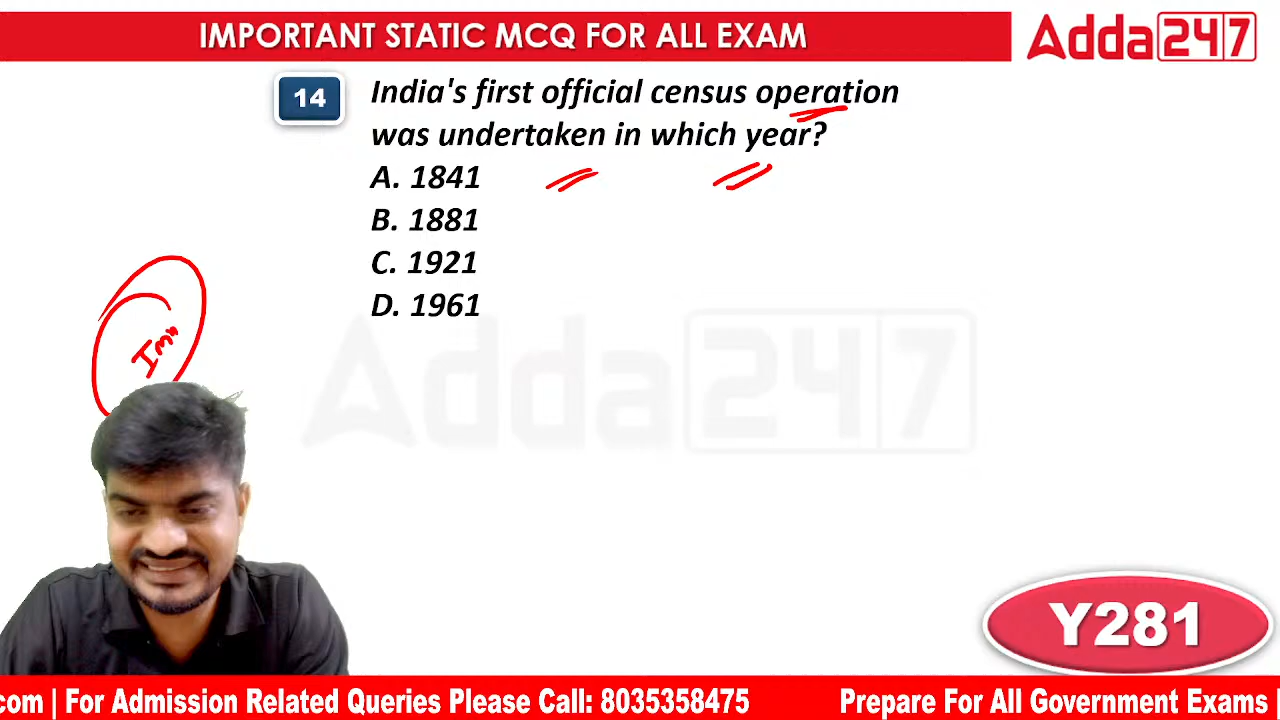 IMPORTANT STATIC MCQ FOR ALL EXAM
Adda247
14
India's first official census operation
was undertaken in which year?
A. 1841
B. 1881
C. 1921
D. 1961
Adda247
Y281
com | For Admission Related Queries Please Call: 8035358475
Prepare For All Government Exams